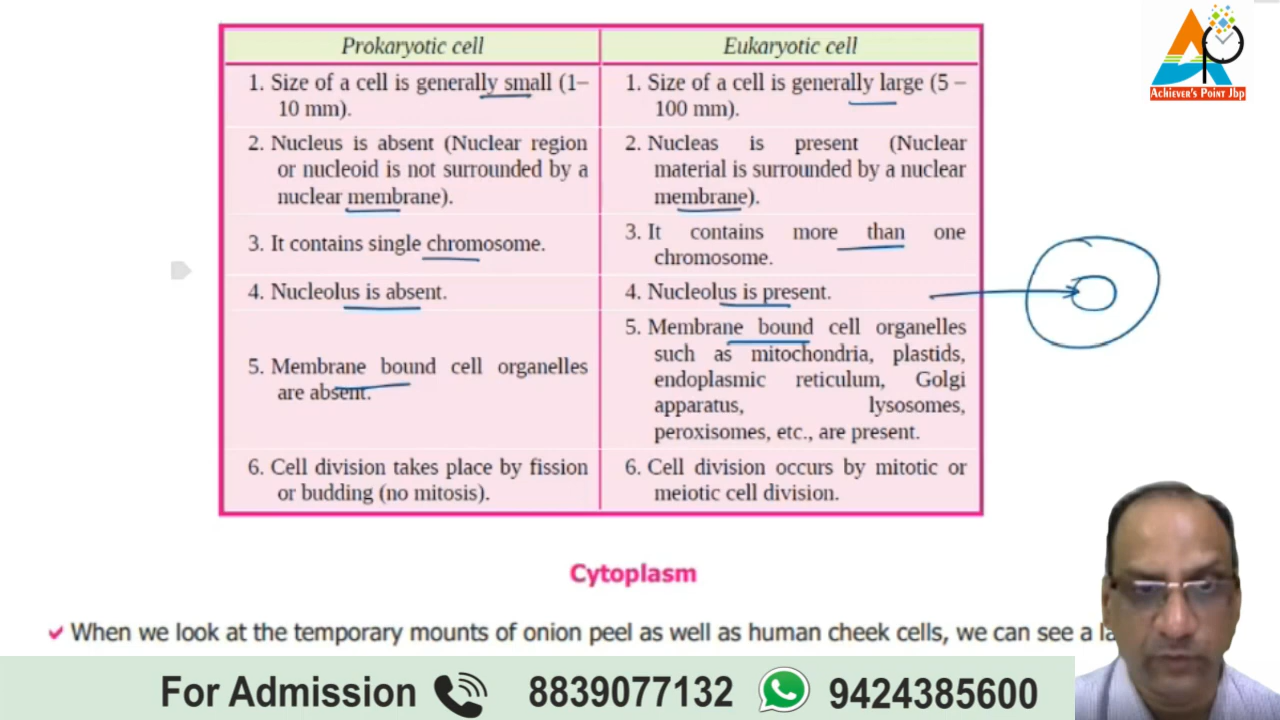 Prokaryotic cell
Eukaryotic cell
1. Size of a cell is generally small (1–
10 mm).
1. Size of a cell is generally large (5 –
100 mm).
2. Nucleus is absent (Nuclear region
or nucleoid is not surrounded by a
nuclear membrane).
2. Nucleas is present (Nuclear
material is surrounded by a nuclear
membrane).
3. It contains single chromosome.
3. It contains more than one
chromosome.
4. Nucleolus is absent.
4. Nucleolus is present.
5. Membrane bound cell organelles
are absent.
5. Membrane bound cell organelles
such as mitochondria, plastids,
endoplasmic reticulum, Golgi
apparatus, lysosomes,
peroxisomes, etc., are present.
6. Cell division takes place by fission
or budding (no mitosis).
6. Cell division occurs by mitotic or
meiotic cell division.
ACHIEVER'S POINT JBP
Cytoplasm
When we look at the temporary mounts of onion peel as well as human cheek cells, we can see a
For Admission 8839077132 9424385600